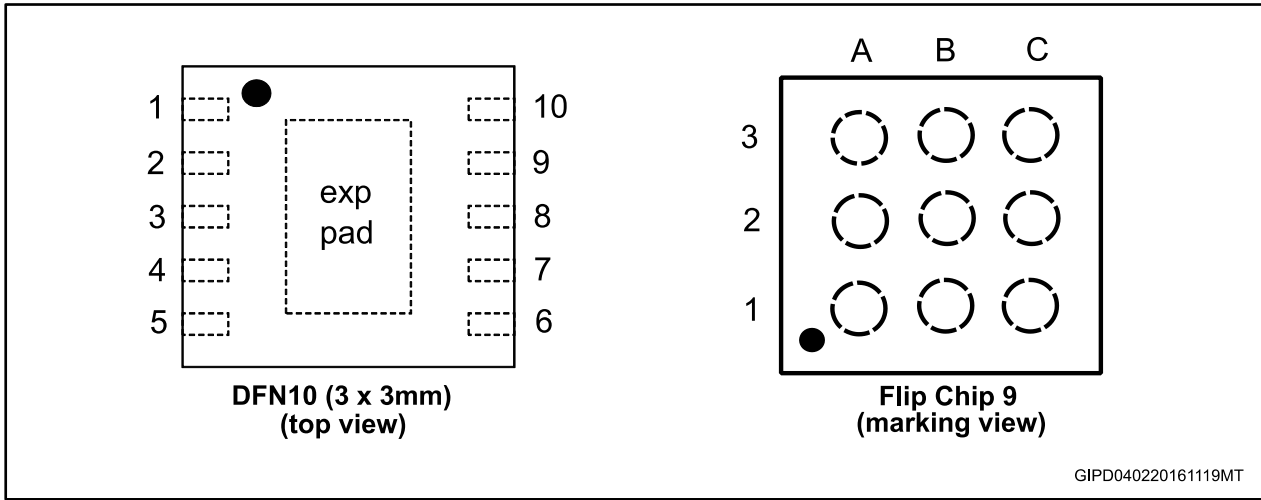 1
2
3
4
5
exp
pad
10
9
8
7
6
DFN10 (3 x 3mm)
(top view)
A B C
3
2
1
Flip Chip 9
(marking view)
GIPD040220161119MT